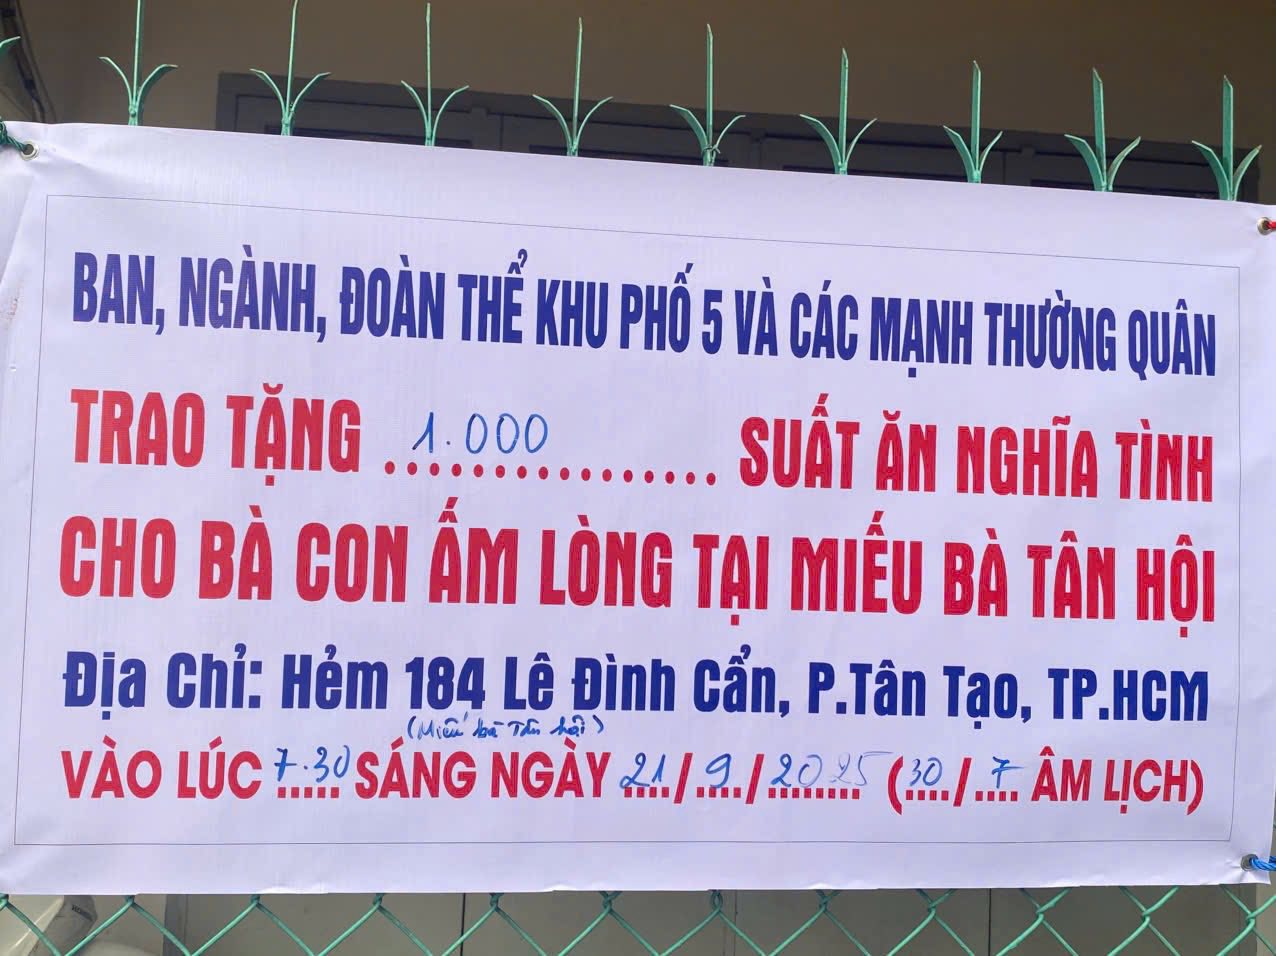 BAN, NGÀNH, ĐOÀN THỂ KHU PHỐ 5 VÀ CÁC MẠNH THƯỜNG QUÂN
TRAO TẶNG 1.000 SUẤT ĂN NGHĨA TÌNH
CHO BÀ CON ẤM LÒNG TẠI MIẾU BÀ TÂN HỘI
Địa Chỉ: Hẻm 184 Lê Đình Cẩn, P.Tân Tạo, TP.HCM
(Miếu bà Tân hội)
VÀO LÚC 7.30 SÁNG NGÀY 21/9/2025 (30/7 ÂM LỊCH)